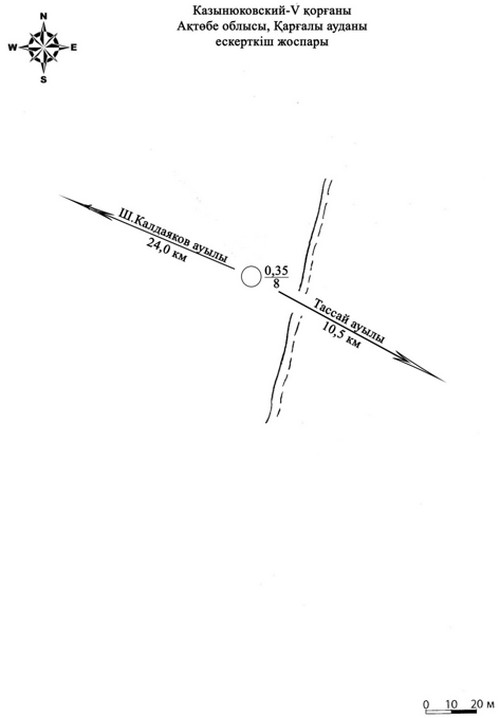 Казынюковский-V қорғаны
Ақтөбе облысы, Қарғалы ауданы
ескерткіш жоспары
N
W E
S
Ш.Қалдаяқов ауылы
24,0 км
0,35
8
Тассай ауылы
10,5 км
0 10 20 м